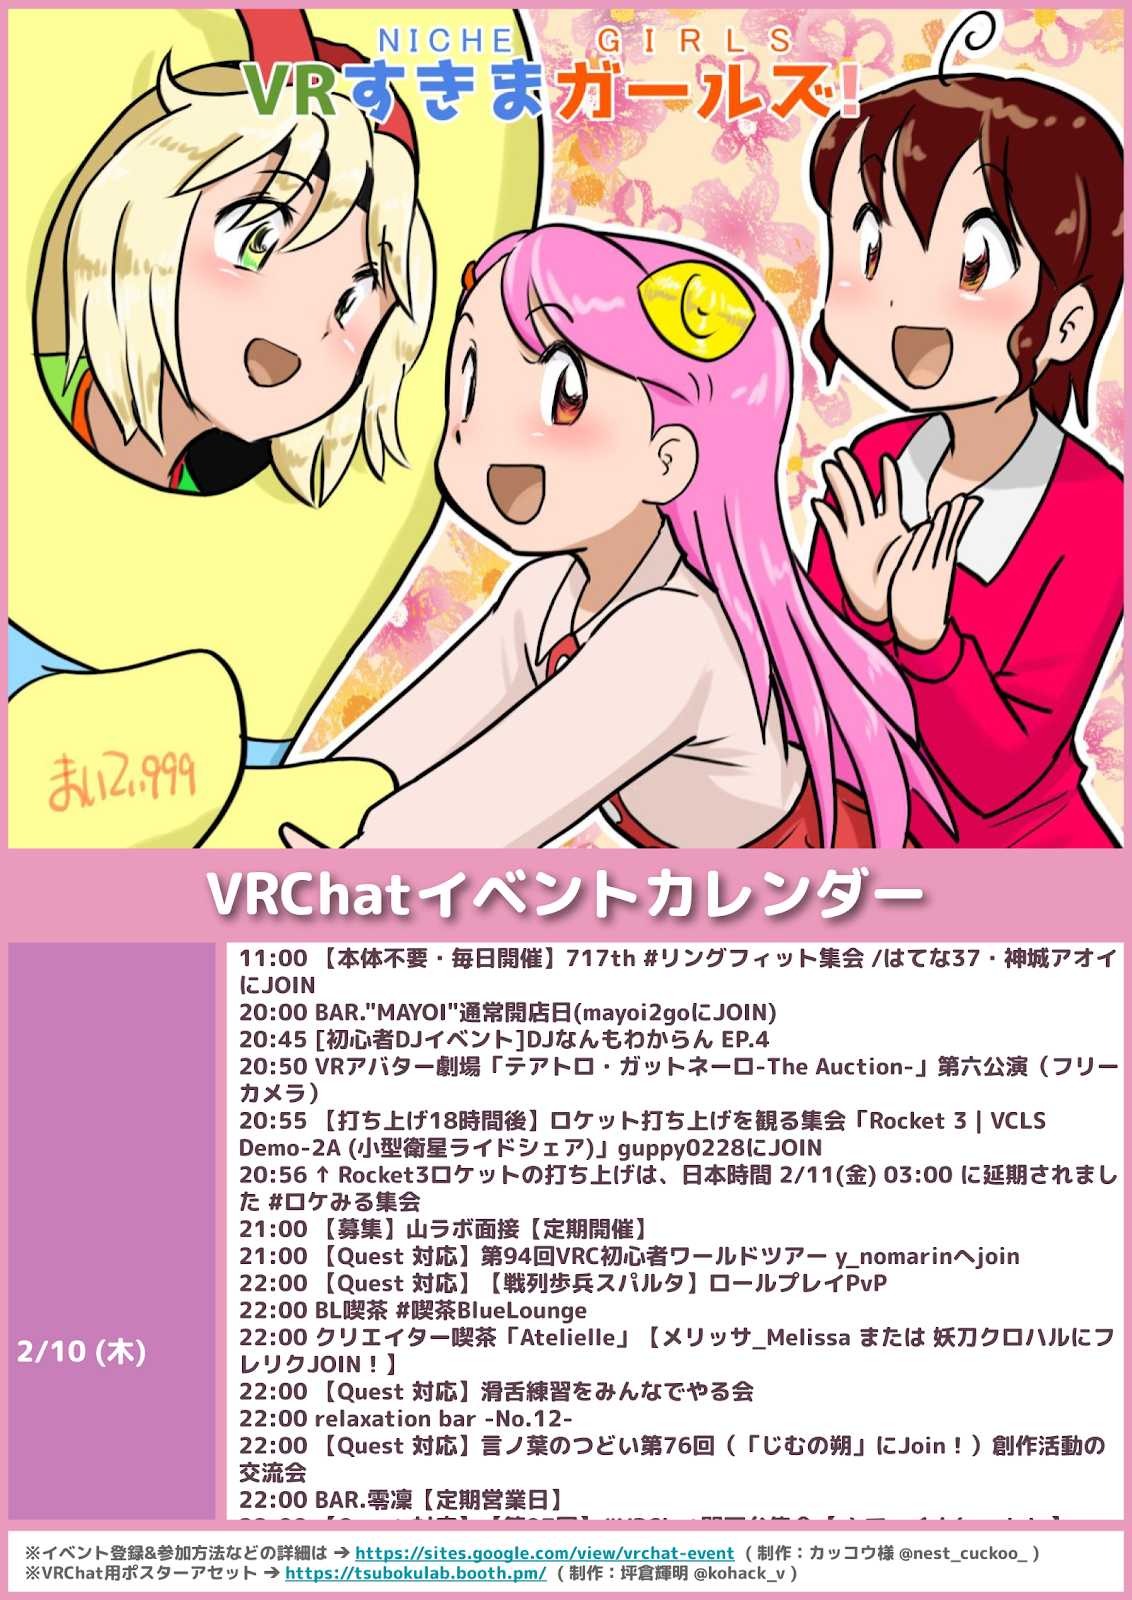 NICHE GIRLS
VRすきまガールズ!
まいてぃ999
VRChatイベントカレンダー
2/10 (木)
11:00 【本体不要・毎日開催】717th #リングフィット集会 /はてな37・神城アオイ
にJOIN
20:00 BAR."MAYOI"通常開店日(mayoi2goにJOIN)
20:45 [初心者DJイベント]DJなんもわからん EP.4
20:50 VRアバター劇場「テアトロ・ガットネーロ-The Auction-」第六公演（フリー
カメラ）
20:55 【打ち上げ18時間後】ロケット打ち上げを観る集会「Rocket 3 | VCLS
Demo-2A (小型衛星ライドシェア)」guppy0228にJOIN
20:56 ↑ Rocket3ロケットの打ち上げは、日本時間 2/11(金) 03:00 に延期されまし
た #ロケみる集会
21:00 【募集】山ラボ面接【定期開催】
21:00 【Quest 対応】第94回VRC初心者ワールドツアー y_nomarinへjoin
22:00 【Quest 対応】【戦列歩兵スパルタ】ロールプレイPvP
22:00 BL喫茶 #喫茶BlueLounge
22:00 クリエイター喫茶「Atelielle」【メリッサ_Melissa または 妖刀クロハルにフ
レリクJOIN！】
22:00 【Quest 対応】滑舌練習をみんなでやる会
22:00 relaxation bar -No.12-
22:00 【Quest 対応】言ノ葉のつどい第76回（「じむの朔」にJoin！）創作活動の
交流会
22:00 BAR.零凜【定期営業日】
※イベント登録&参加方法などの詳細は ➔ https://sites.google.com/view/vrchat-event ( 制作：カッコウ様 @nest_cuckoo_ )
※VRChat用ポスターアセット ➔ https://tsubokulab.booth.pm/ ( 制作：坪倉輝明 @kohack_v )